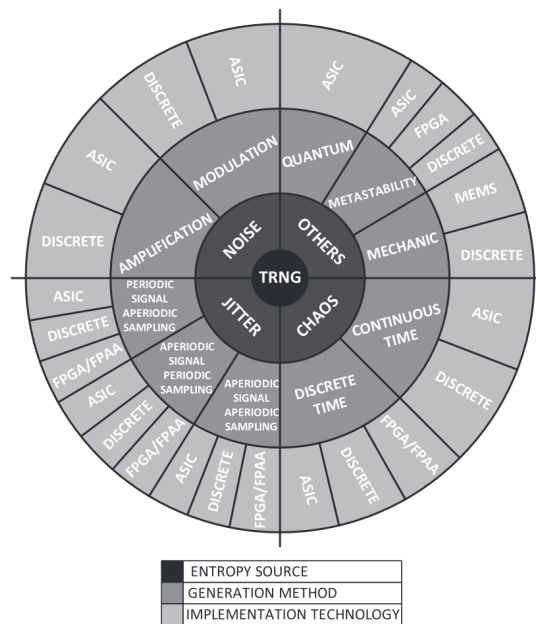 TRNG
NOISE
OTHERS
CHAOS
JITTER
MODULATION
QUANTUM
METASTABILITY
MECHANIC
CONTINUOUS
TIME
DISCRETE
TIME
APERIODIC
SIGNAL
APERIODIC
SAMPLING
APERIODIC
SIGNAL
PERIODIC
SAMPLING
PERIODIC
SIGNAL
APERIODIC
SAMPLING
AMPLIFICATION
ASIC
ASIC
FPGA
DISCRETE
MEMS
DISCRETE
ASIC
DISCRETE
FPGA/FPAA
DISCRETE
ASIC
FPGA/FPAA
DISCRETE
ASIC
FPGA/FPAA
DISCRETE
ASIC
FPGA/FPAA
DISCRETE
ASIC
DISCRETE
ASIC
DISCRETE
ASIC
ENTROPY SOURCE
GENERATION METHOD
IMPLEMENTATION TECHNOLOGY